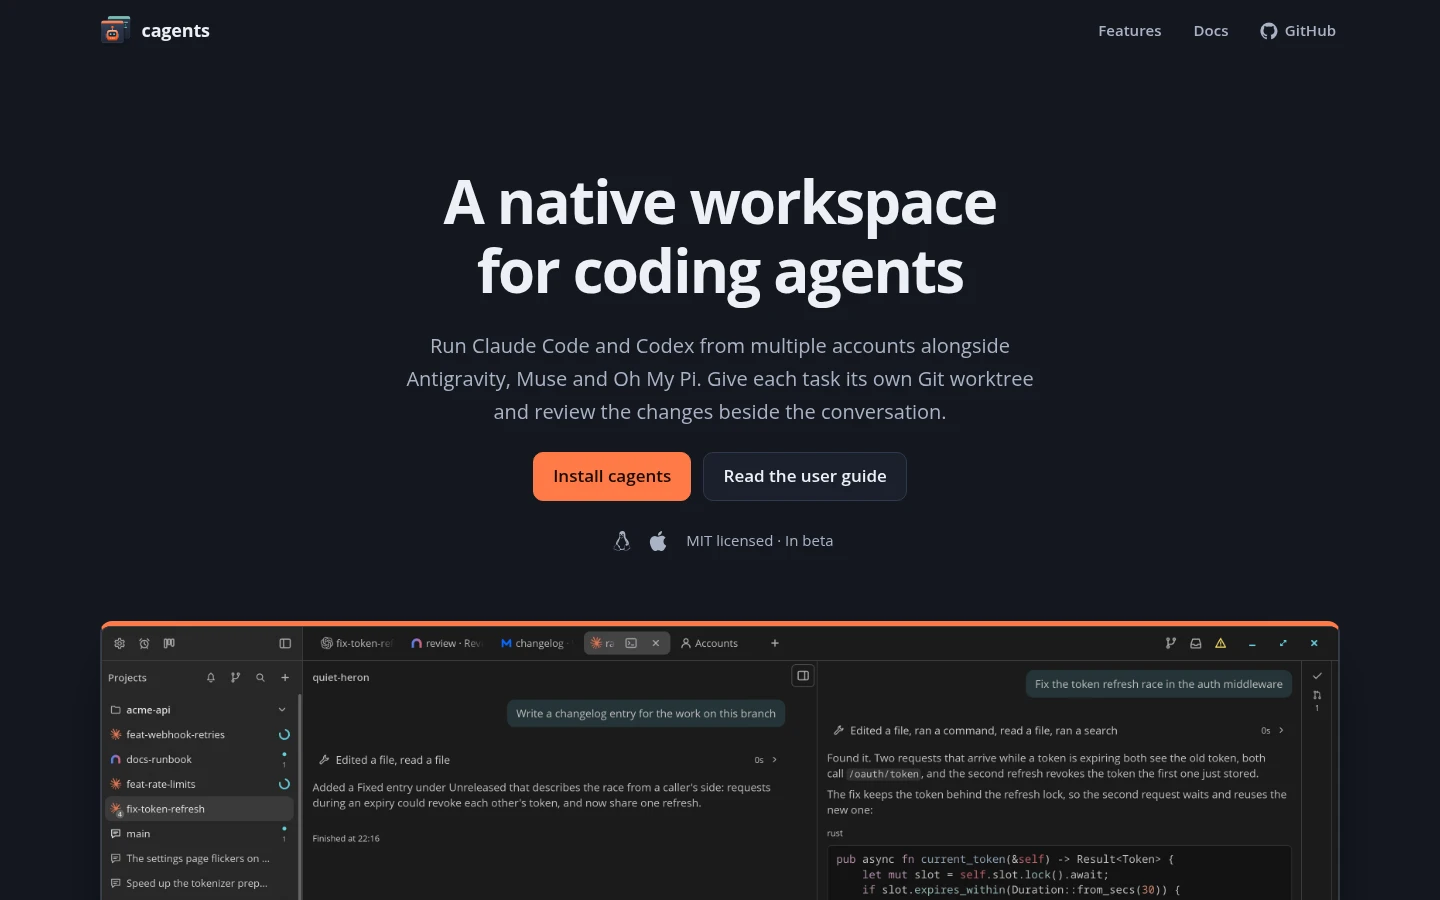 cagents
Features
Docs
GitHub
A native workspace
for coding agents
Run Claude Code and Codex from multiple accounts alongside
Antigravity, Muse and Oh My Pi. Give each task its own Git worktree
and review the changes beside the conversation.
Install cagents
Read the user guide
MIT licensed · In beta
fix-token-ref
review · Rev
changelog
ra
Accounts
Projects
acme-api
feat-webhook-retries
docs-runbook
1
feat-rate-limits
fix-token-refresh
4
main
1
The settings page flickers on ...
Speed up the tokenizer prep...
quiet-heron
Write a changelog entry for the work on this branch
Edited a file, read a file
0s
Added a Fixed entry under Unreleased that describes the race from a caller's side: requests
during an expiry could revoke each other's token, and now share one refresh.
Finished at 22:16
Fix the token refresh race in the auth middleware
Edited a file, ran a command, read a file, ran a search
0s
Found it. Two requests that arrive while a token is expiring both see the old token, both
call /oauth/token, and the second refresh revokes the token the first one just stored.
The fix keeps the token behind the refresh lock, so the second request waits and reuses the
new one:
rust
pub async fn current_token(&self) -> Result<Token> {
let mut slot = self.slot.lock().await;
if slot.expires_within(Duration::from_secs(30)) {
1